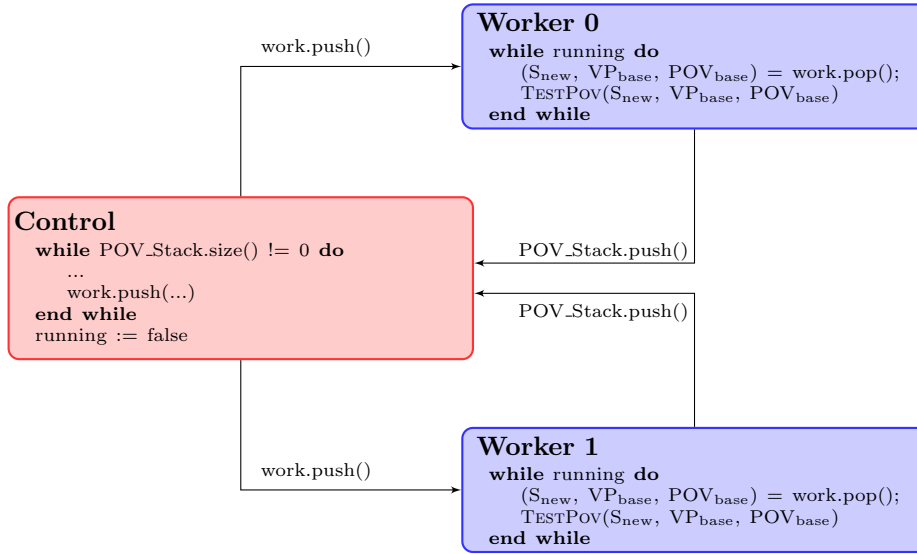 Worker 0
while running do
(S_new, VP_base, POV_base) = work.pop();
TESTPOV(S_new, VP_base, POV_base)
end while
work.push()
Control
while POV_Stack.size() != 0 do
...
work.push(...)
end while
running := false
POV_Stack.push()
POV_Stack.push()
work.push()
Worker 1
while running do
(S_new, VP_base, POV_base) = work.pop();
TESTPOV(S_new, VP_base, POV_base)
end while